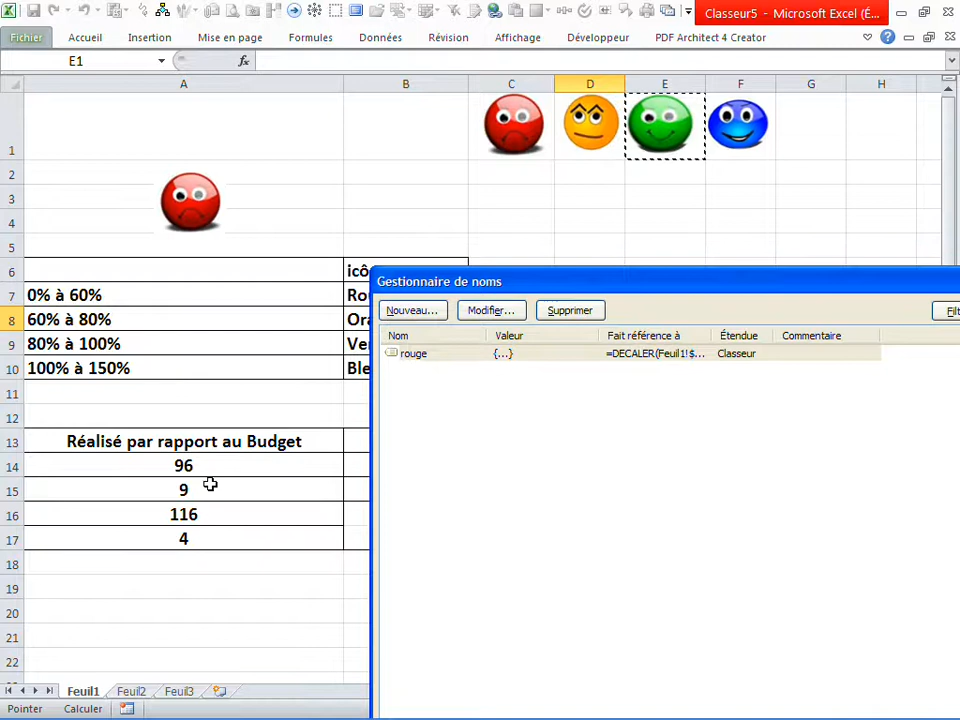 Classeur5 - Microsoft Excel (É...
Fichier Accueil Insertion Mise en page Formules Données Révision Affichage Développeur PDF Architect 4 Creator
E1 fx
A B C D E F G H
1
2
3
4
5
6 icô
7 0% à 60% Rou
8 60% à 80% Ora
9 80% à 100% Ver
10 100% à 150% Ble
11
12
13 Réalisé par rapport au Budget
14 96
15 9
16 116
17 4
18
19
20
21
22
Gestionnaire de noms
Nouveau... Modifier... Supprimer Filt
Nom Valeur Fait référence à Étendue Commentaire
rouge {...} =DECALER(Feuil1!$... Classeur
Feuil1 Feuil2 Feuil3
Pointer Calculer